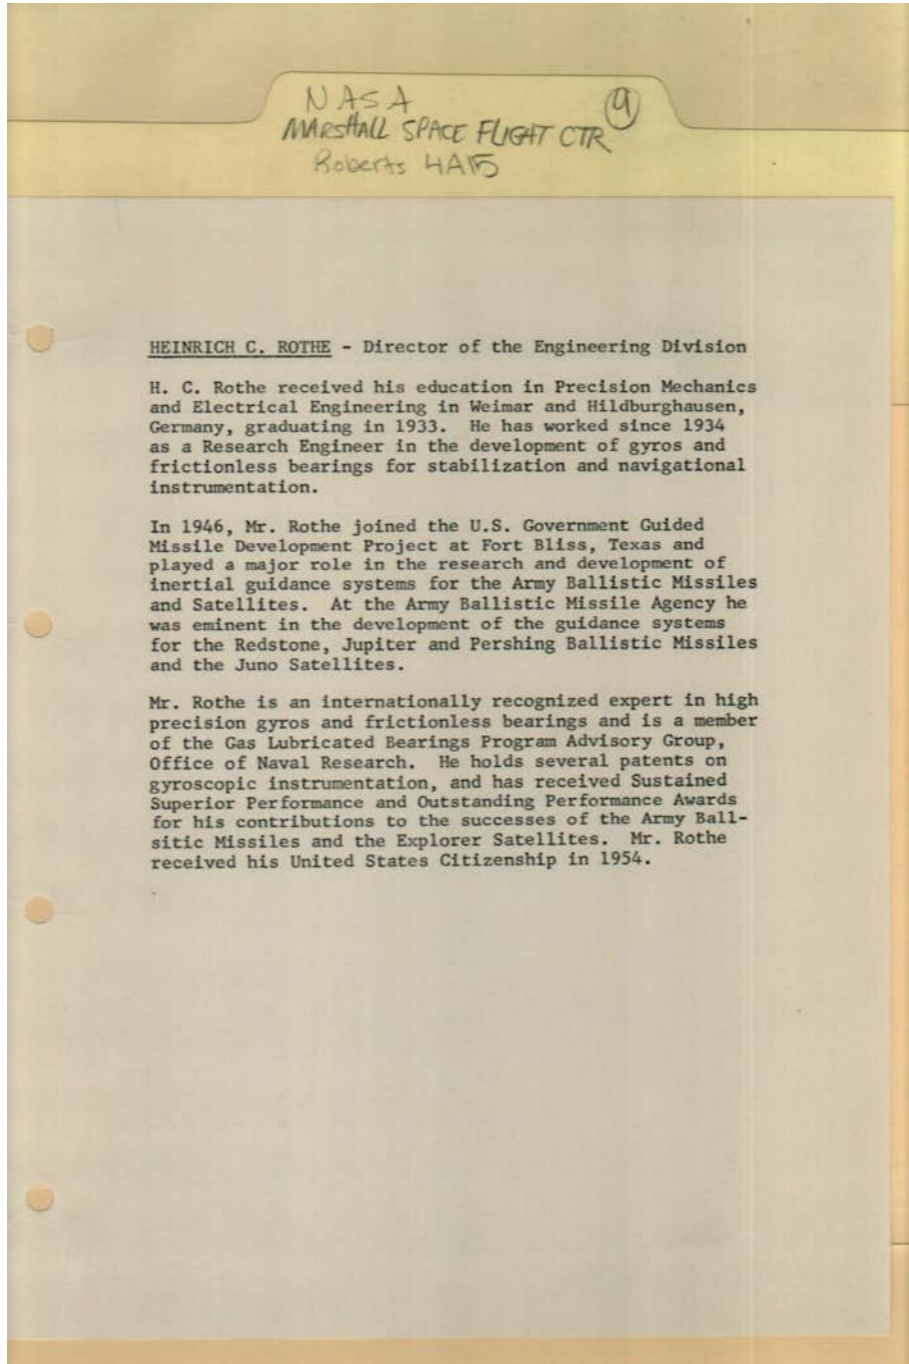 NASA
MARSHALL SPACE FLIGHT CTR
9
Roberts 4A15
HEINRICH C. ROTHE - Director of the Engineering Division
H. C. Rothe received his education in Precision Mechanics
and Electrical Engineering in Weimar and Hildburghausen,
Germany, graduating in 1933. He has worked since 1934
as a Research Engineer in the development of gyros and
frictionless bearings for stabilization and navigational
instrumentation.
In 1946, Mr. Rothe joined the U.S. Government Guided
Missile Development Project at Fort Bliss, Texas and
played a major role in the research and development of
inertial guidance systems for the Army Ballistic Missiles
and Satellites. At the Army Ballistic Missile Agency he
was eminent in the development of the guidance systems
for the Redstone, Jupiter and Pershing Ballistic Missiles
and the Juno Satellites.
Mr. Rothe is an internationally recognized expert in high
precision gyros and frictionless bearings and is a member
of the Gas Lubricated Bearings Program Advisory Group,
Office of Naval Research. He holds several patents on
gyroscopic instrumentation, and has received Sustained
Superior Performance and Outstanding Performance Awards
for his contributions to the successes of the Army Ball-
sitic Missiles and the Explorer Satellites. Mr. Rothe
received his United States Citizenship in 1954.